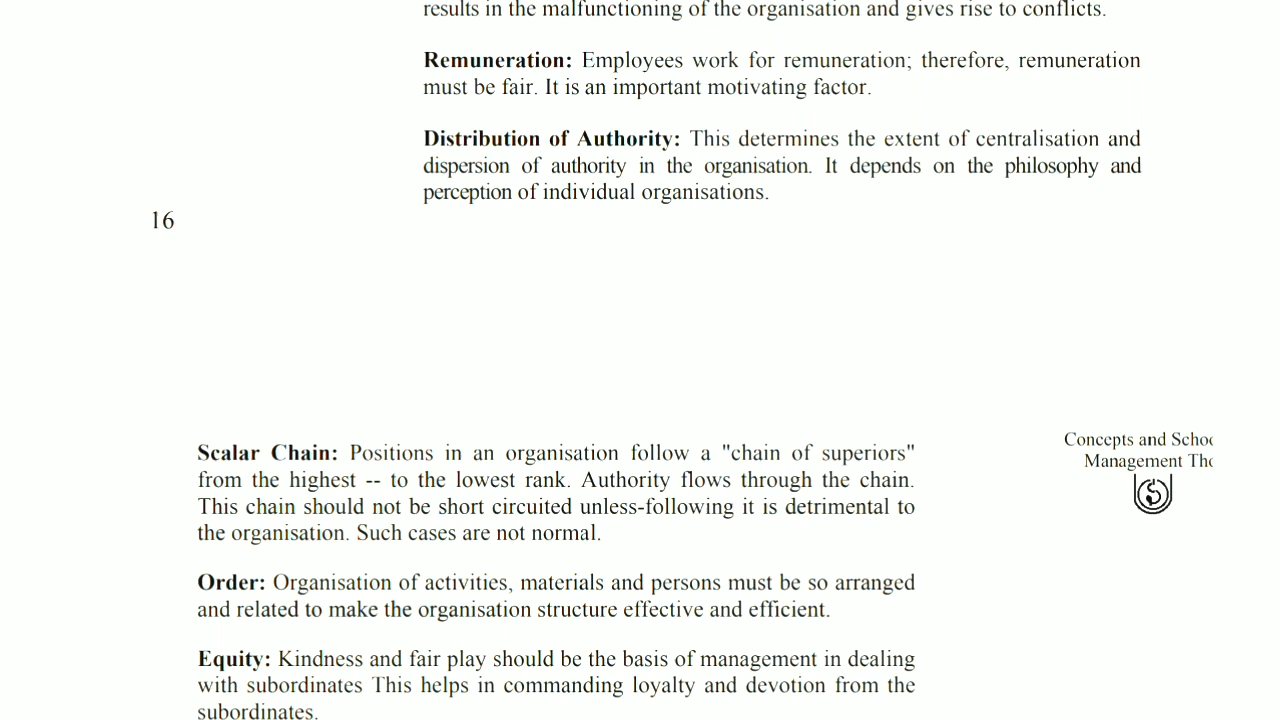 results in the malfunctioning of the organisation and gives rise to conflicts.
Remuneration: Employees work for remuneration; therefore, remuneration
must be fair. It is an important motivating factor.
Distribution of Authority: This determines the extent of centralisation and
dispersion of authority in the organisation. It depends on the philosophy and
perception of individual organisations.
16
Concepts and
Management
Scalar Chain: Positions in an organisation follow a "chain of superiors"
from the highest -- to the lowest rank. Authority flows through the chain.
This chain should not be short circuited unless-following it is detrimental to
the organisation. Such cases are not normal.
Order: Organisation of activities, materials and persons must be so arranged
and related to make the organisation structure effective and efficient.
Equity: Kindness and fair play should be the basis of management in dealing
with subordinates This helps in commanding loyalty and devotion from the
subordinates.